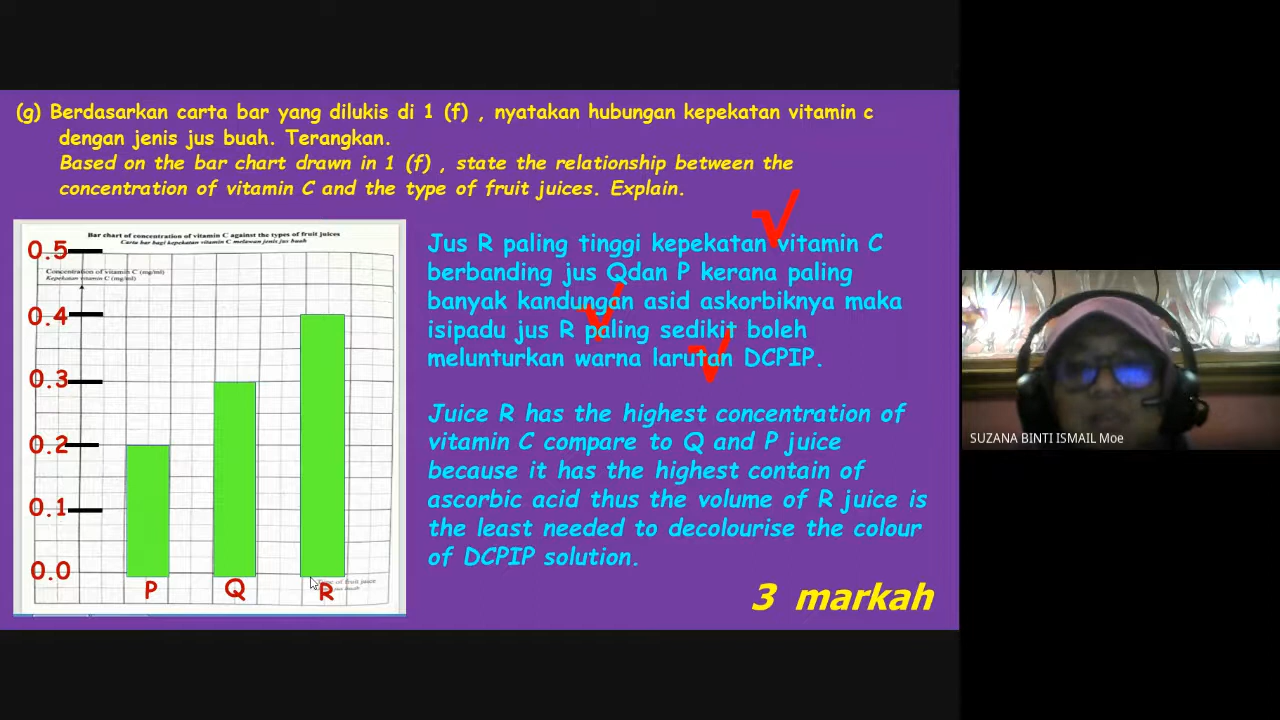 (g) Berdasarkan carta bar yang dilukis di 1 (f) , nyatakan hubungan kepekatan vitamin c
dengan jenis jus buah. Terangkan.
Based on the bar chart drawn in 1 (f) , state the relationship between the
concentration of vitamin C and the type of fruit juices. Explain.
Bar chart of concentration of vitamin C against the types of fruit juices
Carta bar bagi kepekatan vitamin C melawan jenis jus buah
0.5
Concentration of vitamin C (mg/ml)
Kepekatan vitamin C (mg/ml)
0.4
0.3
0.2
0.1
0.0
P
Q
R
Type of fruit juice
buah
Jus R paling tinggi kepekatan vitamin C
berbanding jus Qdan P kerana paling
banyak kandungan asid askorbiknya maka
isipadu jus R paling sedikit boleh
melunturkan warna larutan DCPIP.
Juice R has the highest concentration of
vitamin C compare to Q and P juice
because it has the highest contain of
ascorbic acid thus the volume of R juice is
the least needed to decolourise the colour
of DCPIP solution.
3 markah
SUZANA BINTI ISMAIL Moe